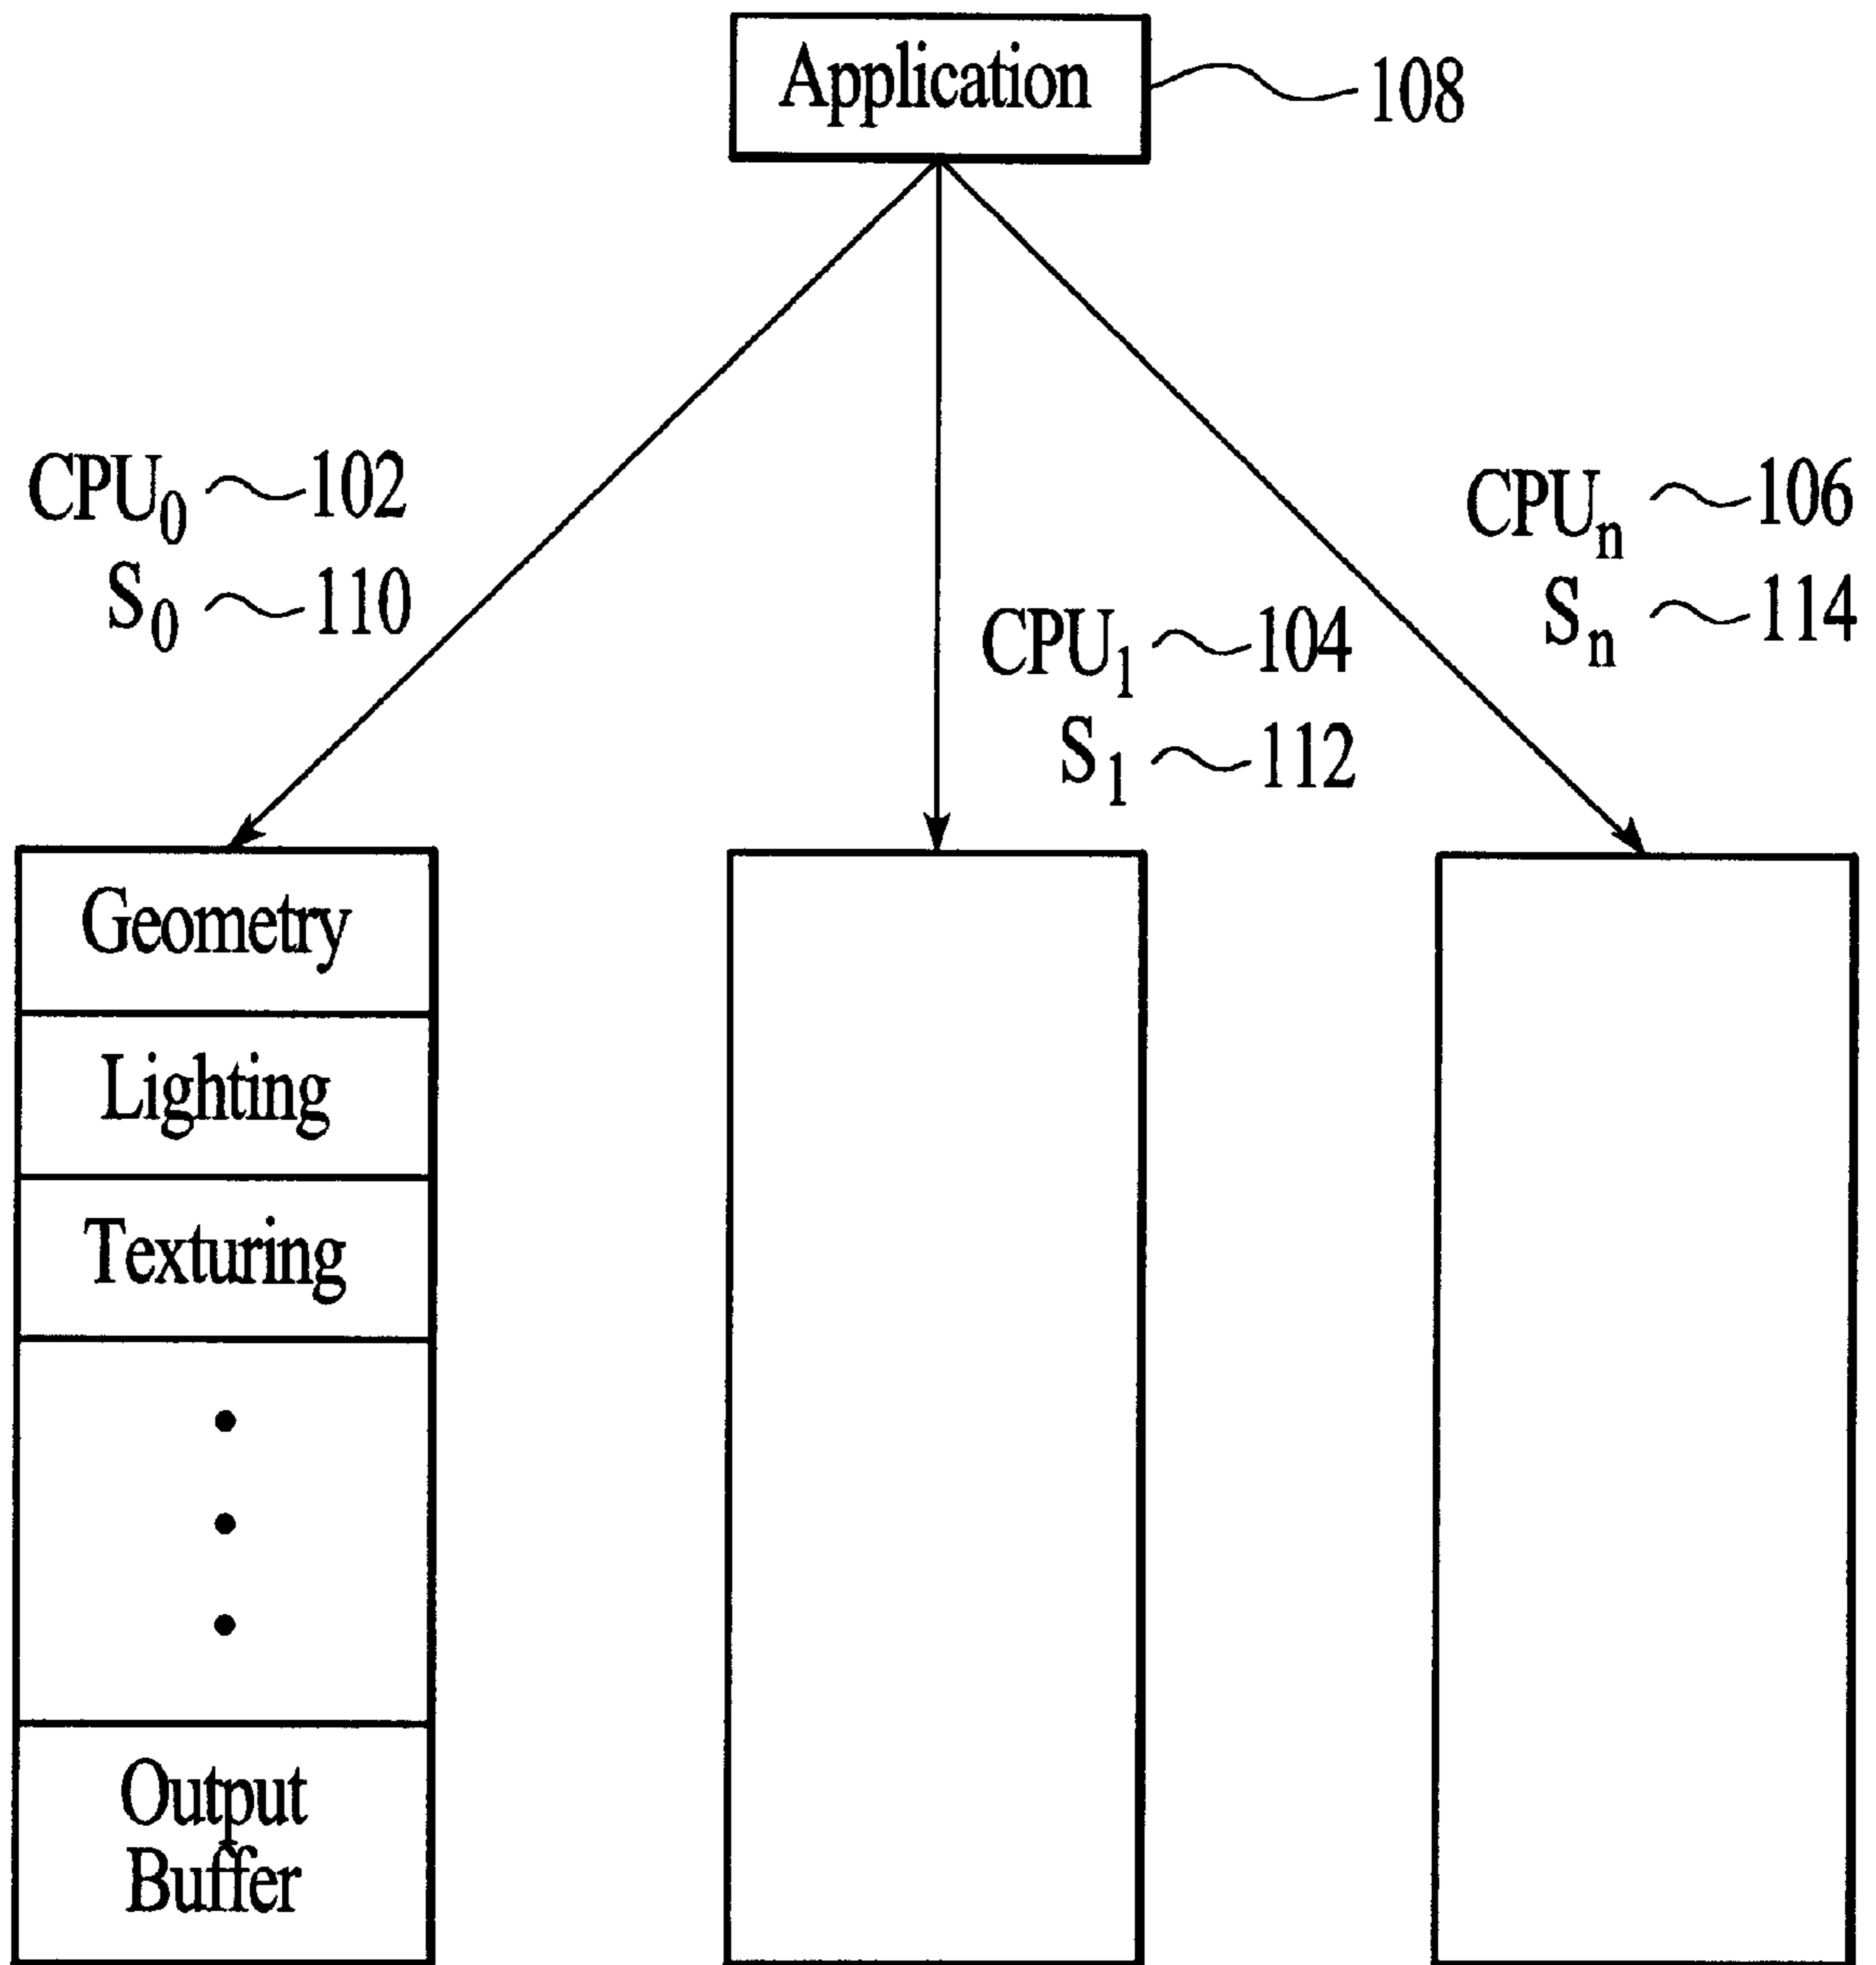 Application
108
CPU0 102
S0 110
CPUn 106
Sn 114
CPU1 104
S1 112
Geometry
Lighting
Texturing
Output
Buffer